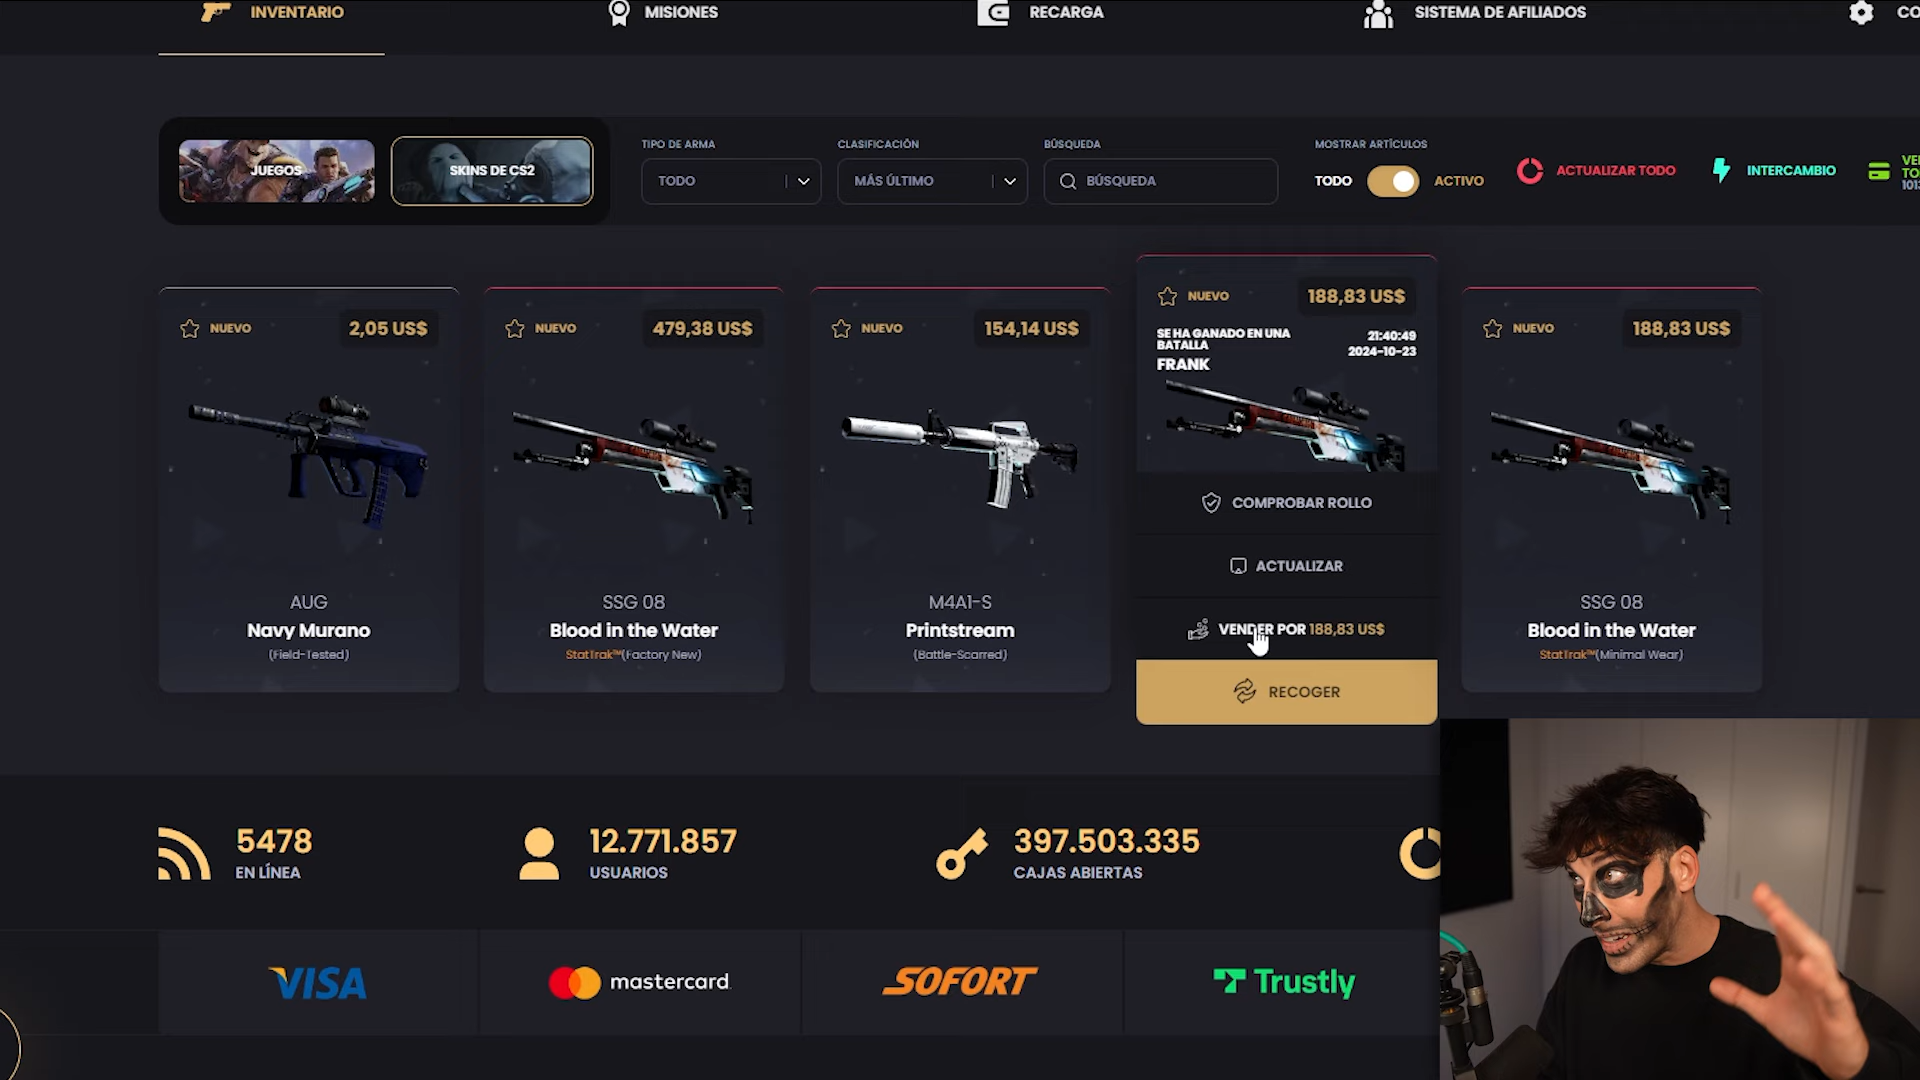 INVENTARIO
MISIONES
RECARGA
SISTEMA DE AFILIADOS
CO
JUEGOS
SKINS DE CS2
TIPO DE ARMA
TODO
CLASIFICACIÓN
MÁS ÚLTIMO
BÚSQUEDA
BÚSQUEDA
MOSTRAR ARTÍCULOS
TODO
ACTIVO
ACTUALIZAR TODO
INTERCAMBIO
NUEVO
2,05 US$
AUG
Navy Murano
(Field-Tested)
NUEVO
479,38 US$
SSG 08
Blood in the Water
StatTrak™(Factory New)
NUEVO
154,14 US$
M4A1-S
Printstream
(Battle-Scarred)
NUEVO
188,83 US$
SE HA GANADO EN UNA
BATALLA
FRANK
21:40:49
2024-10-23
COMPROBAR ROLLO
ACTUALIZAR
VENDER POR 188,83 US$
RECOGER
NUEVO
188,83 US$
SSG 08
Blood in the Water
StatTrak™(Minimal Wear)
5478
EN LÍNEA
12.771.857
USUARIOS
397.503.335
CAJAS ABIERTAS
VISA
mastercard
SOFORT
Trustly